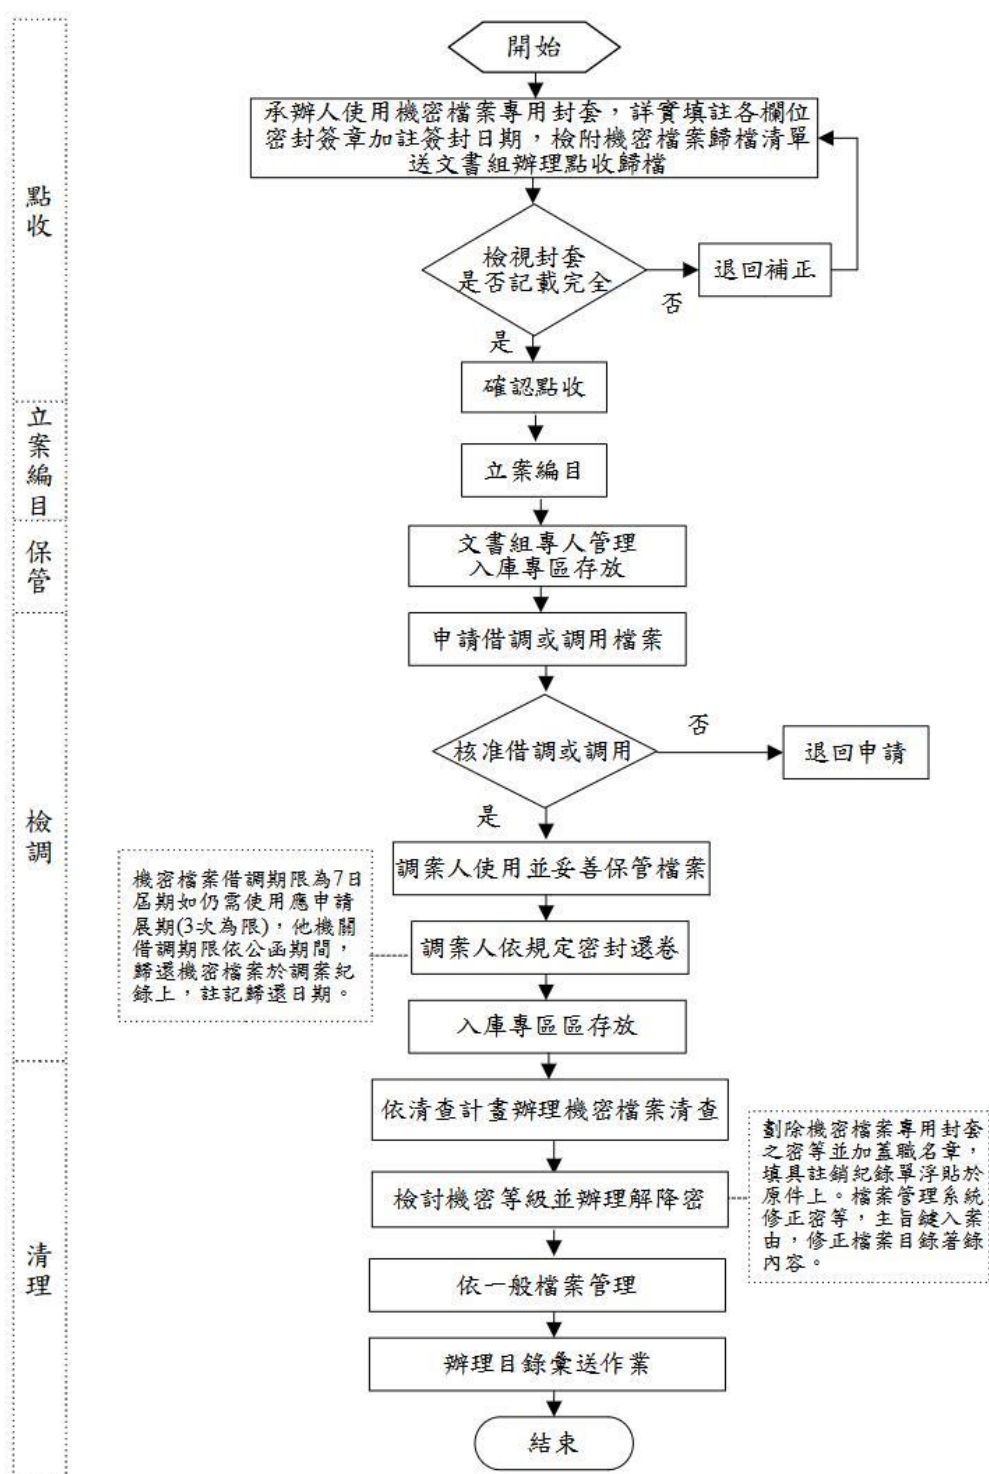 開始
承辦人使用機密檔案專用封套，詳實填註各欄位
密封簽章加註簽封日期，檢附機密檔案歸檔清單
送文書組辦理點收歸檔
點收
檢視封套
是否記載完全
退回補正
否
是
確認點收
立案編目
立案編目
保管
文書組專人管理
入庫專區存放
申請借調或調用檔案
核准借調或調用
否
退回申請
是
檢調
調案人使用並妥善保管檔案
機密檔案借調期限為7日
屆期如仍需使用應申請
展期(3次為限)，他機關
借調期限依公函期間，
歸還機密檔案於調案紀
錄上，註記歸還日期。
調案人依規定密封還卷
入庫專區區存放
依清查計畫辦理機密檔案清查
劃除機密檔案專用封套
之密等並加蓋職名章，
填具註銷紀錄單浮貼於
原件上。檔案管理系統
修正密等，主旨鍵入案
由，修正檔案目錄著錄
內容。
檢討機密等級並辦理解降密
清理
依一般檔案管理
辦理目錄彙送作業
結束